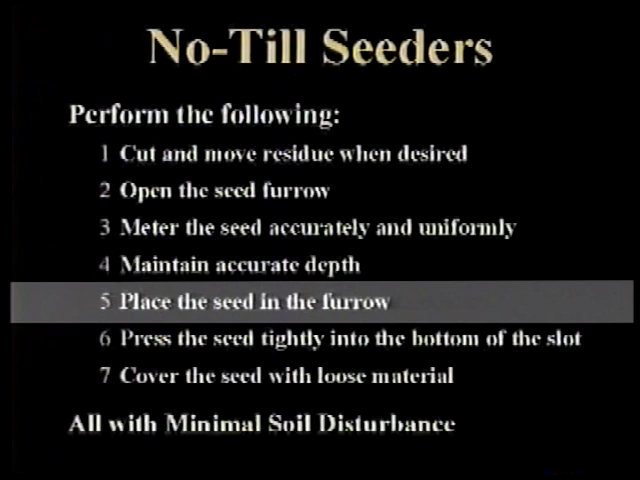 No-Till Seeders
Perform the following:
1 Cut and move residue when desired
2 Open the seed furrow
3 Meter the seed accurately and uniformly
4 Maintain accurate depth
5 Place the seed in the furrow
6 Press the seed tightly into the bottom of the slot
7 Cover the seed with loose material
All with Minimal Soil Disturbance